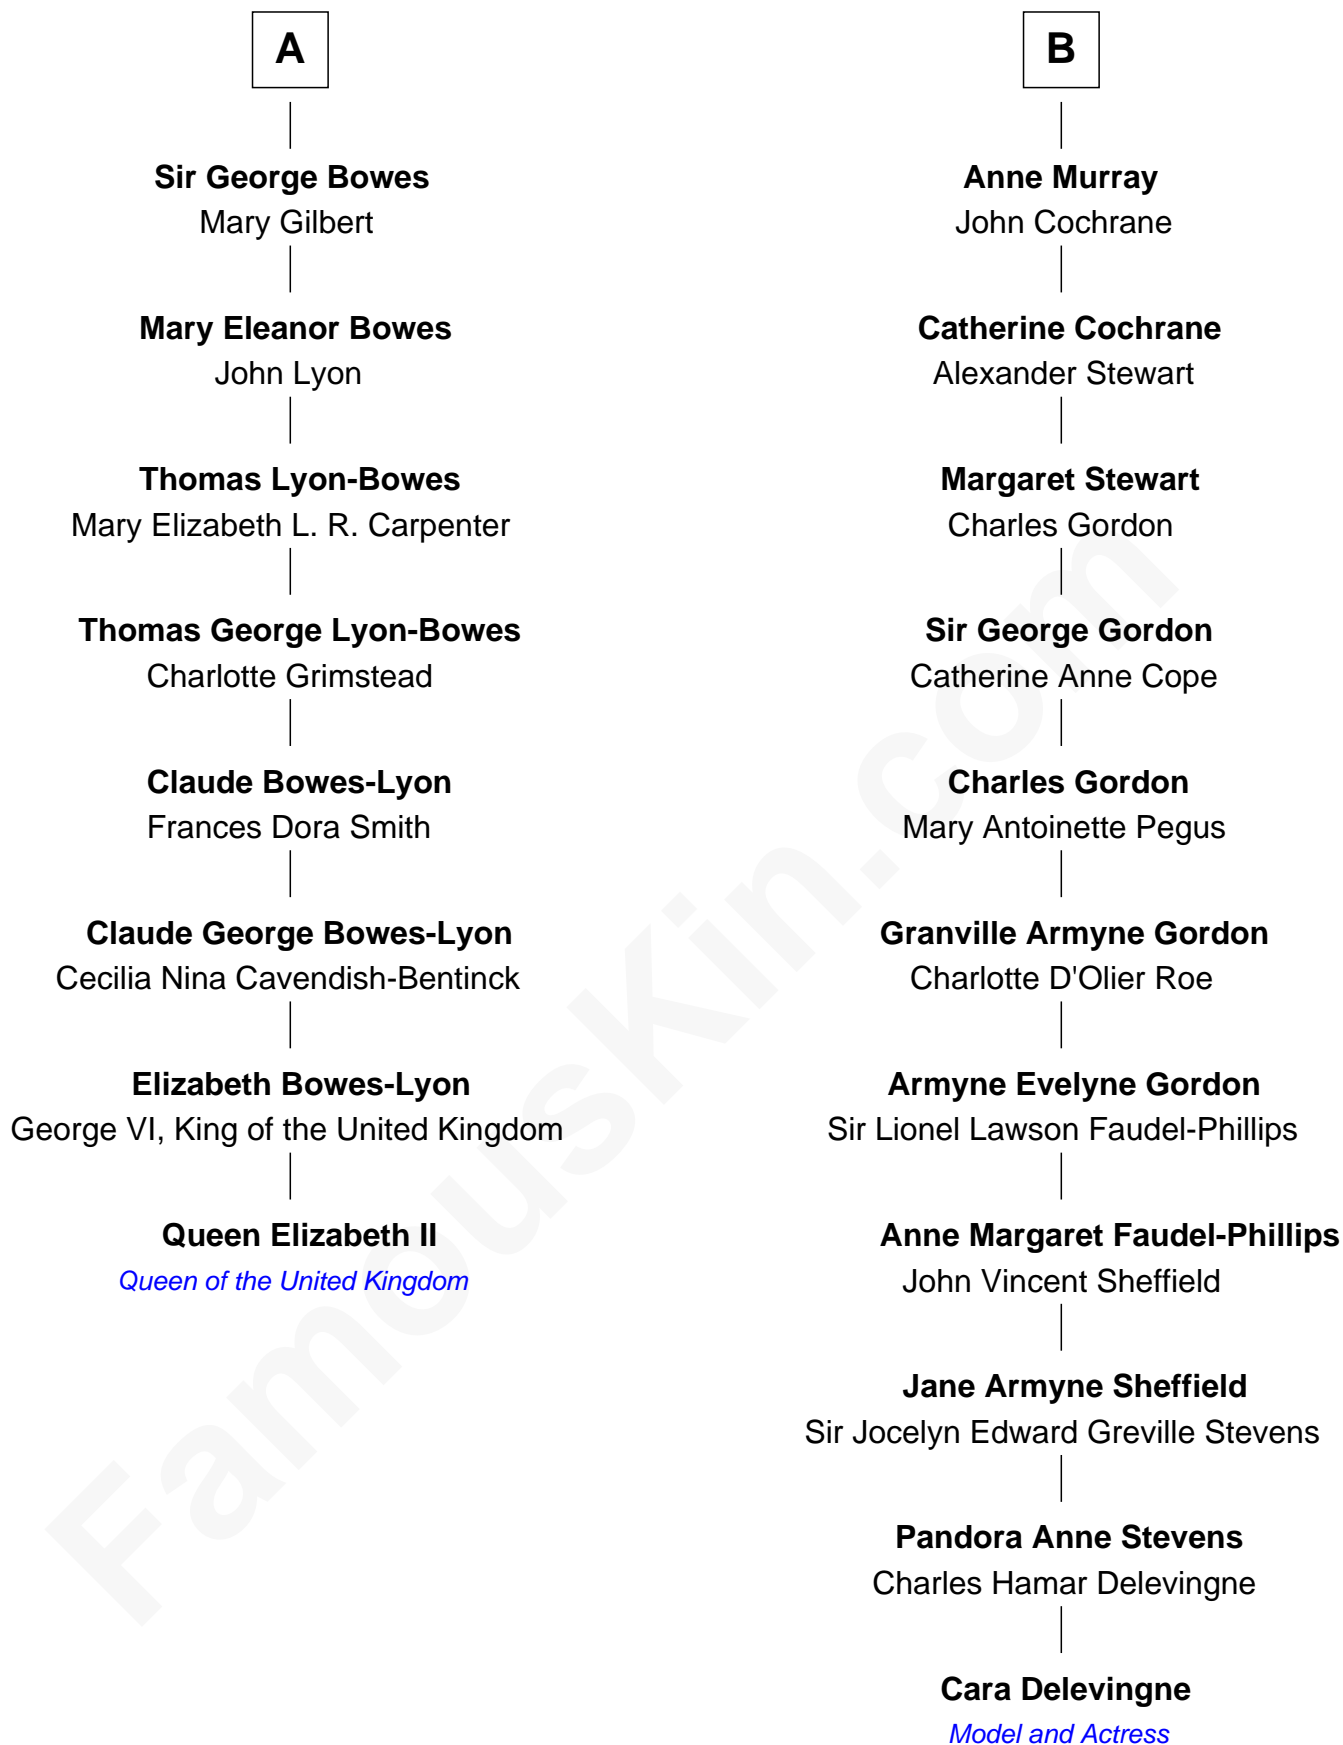 A
Sir George Bowes
Mary Gilbert
Mary Eleanor Bowes
John Lyon
Thomas Lyon-Bowes
Mary Elizabeth L. R. Carpenter
Thomas George Lyon-Bowes
Charlotte Grimstead
Claude Bowes-Lyon
Frances Dora Smith
Claude George Bowes-Lyon
Cecilia Nina Cavendish-Bentinck
Elizabeth Bowes-Lyon
George VI, King of the United Kingdom
Queen Elizabeth II
Queen of the United Kingdom
B
Anne Murray
John Cochrane
Catherine Cochrane
Alexander Stewart
Margaret Stewart
Charles Gordon
Sir George Gordon
Catherine Anne Cope
Charles Gordon
Mary Antoinette Pegus
Granville Armyne Gordon
Charlotte D'Olier Roe
Armyne Evelyne Gordon
Sir Lionel Lawson Faudel-Phillips
Anne Margaret Faudel-Phillips
John Vincent Sheffield
Jane Armyne Sheffield
Sir Jocelyn Edward Greville Stevens
Pandora Anne Stevens
Charles Hamar Delevingne
Cara Delevingne
Model and Actress
FamousKin.com